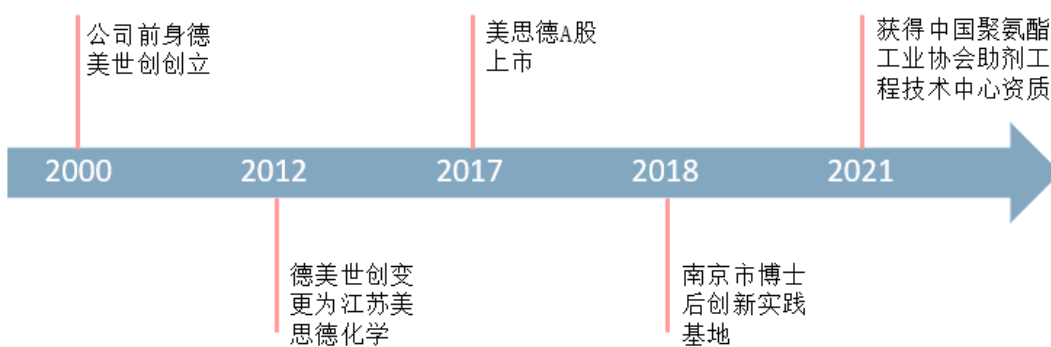 公司前身德
美世创创立
美思德A股
上市
获得中国聚氨酯
工业协会助剂工
程技术中心资质
2000
2012
2017
2018
2021
德美世创变
更为江苏美
思德化学
南京市博士
后创新实践
基地